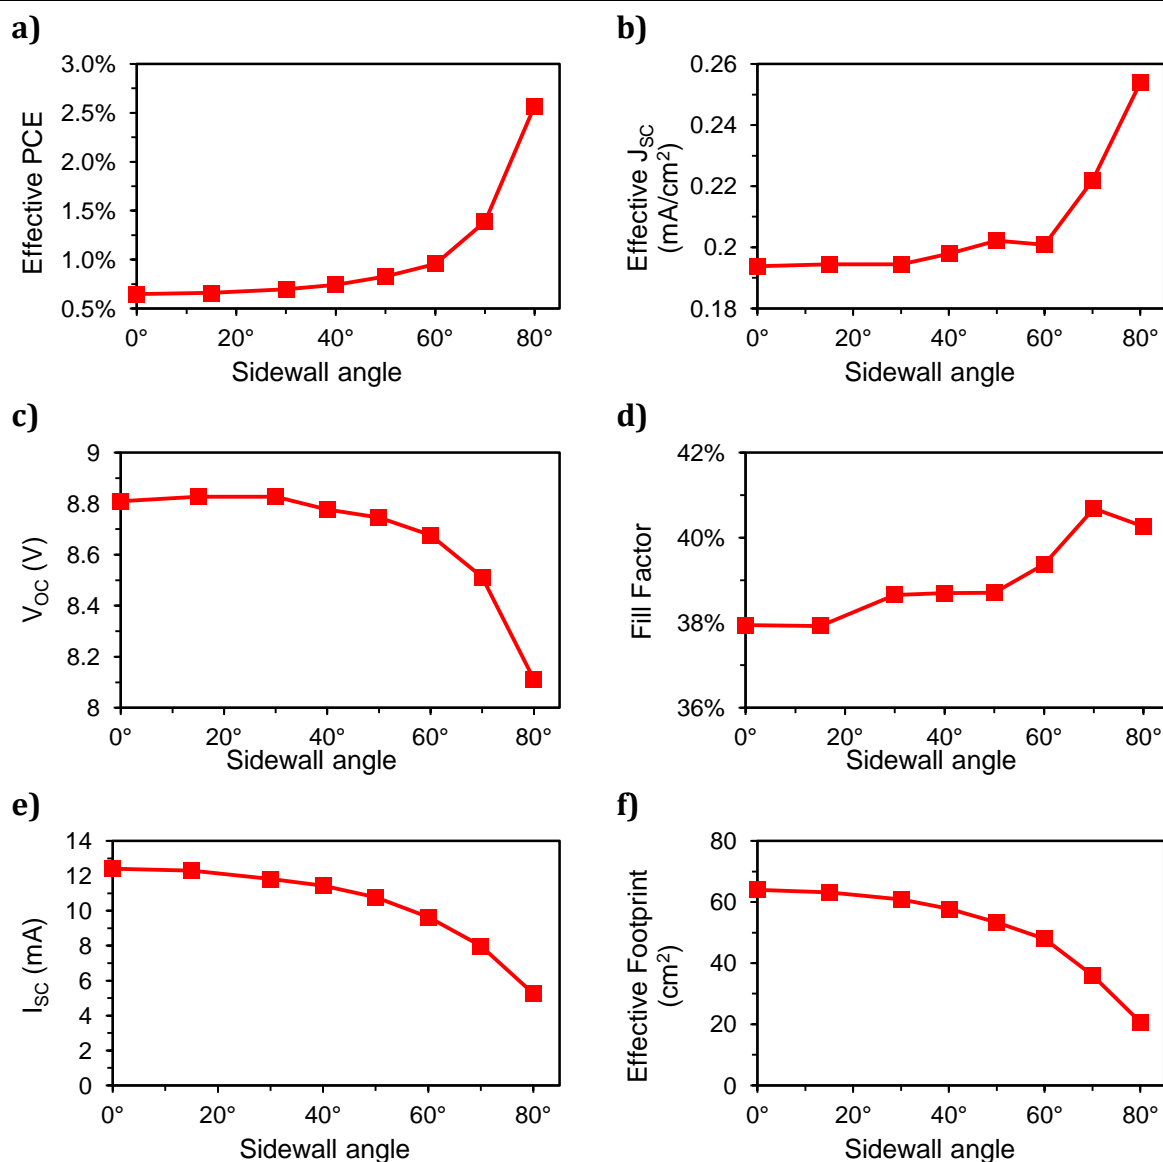 a)
3.0%
2.5%
2.0%
1.5%
1.0%
0.5%
Effective PCE
0° 20° 40° 60° 80°
Sidewall angle
b)
0.26
0.24
0.22
0.2
0.18
Effective J_SC
(mA/cm²)
0° 20° 40° 60° 80°
Sidewall angle
c)
9
8.8
8.6
8.4
8.2
8
V_OC (V)
0° 20° 40° 60° 80°
Sidewall angle
d)
42%
40%
38%
36%
Fill Factor
0° 20° 40° 60° 80°
Sidewall angle
e)
14
12
10
8
6
4
2
0
I_SC (mA)
0° 20° 40° 60° 80°
Sidewall angle
f)
80
60
40
20
0
Effective Footprint
(cm²)
0° 20° 40° 60° 80°
Sidewall angle